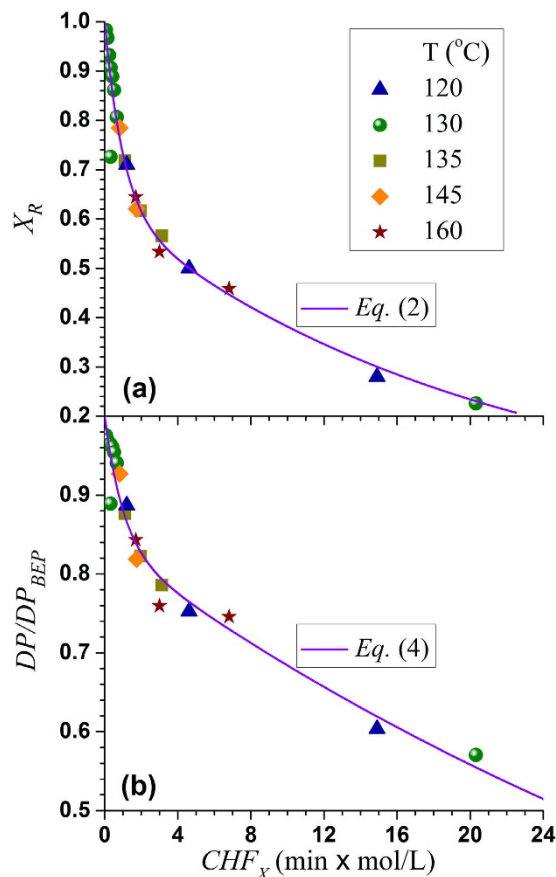 1.0
0.9
0.8
0.7
0.6
0.5
0.4
0.3
0.2
X_R
T (°C)
120
130
135
145
160
Eq. (2)
(a)
0.9
0.8
0.7
0.6
0.5
DP/DP_BEP
Eq. (4)
(b)
0 4 8 12 16 20 24
CHF_X (min x mol/L)